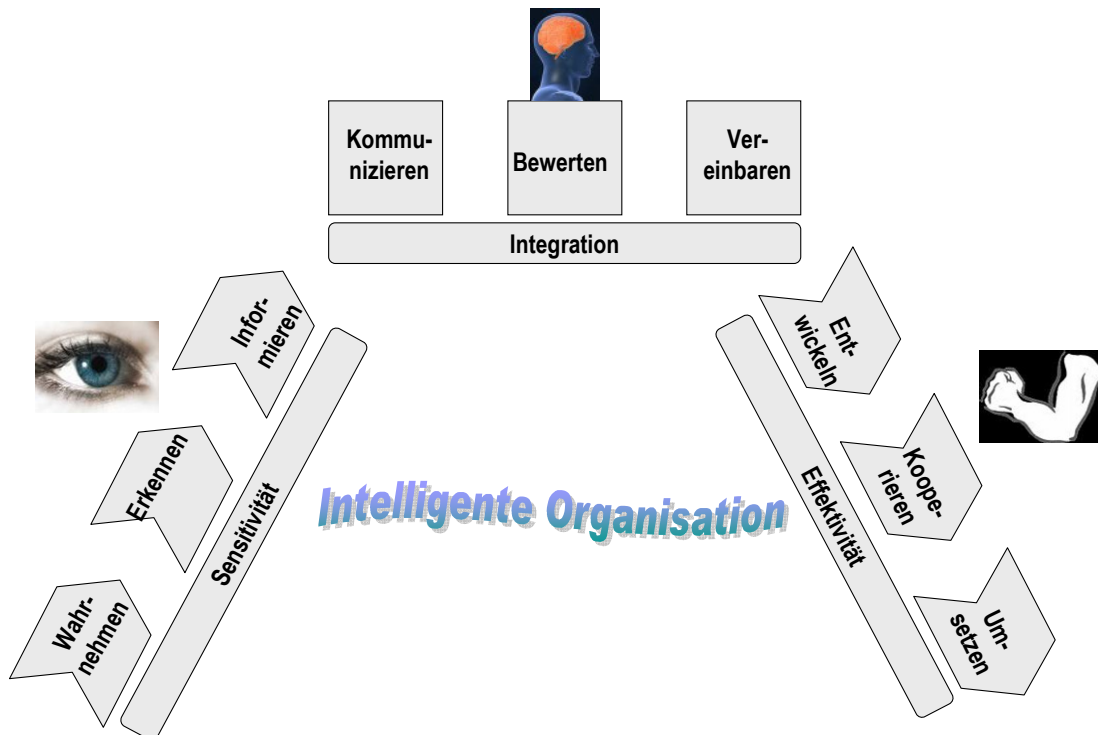 Kommu-
nizieren
Bewerten
Ver-
einbaren
Integration
Infor-
mieren
Erkennen
Wahr-
nehmen
Sensitivität
Intelligente Organisation
Ent-
wickeln
Koope-
rieren
Um-
setzen
Effektivität